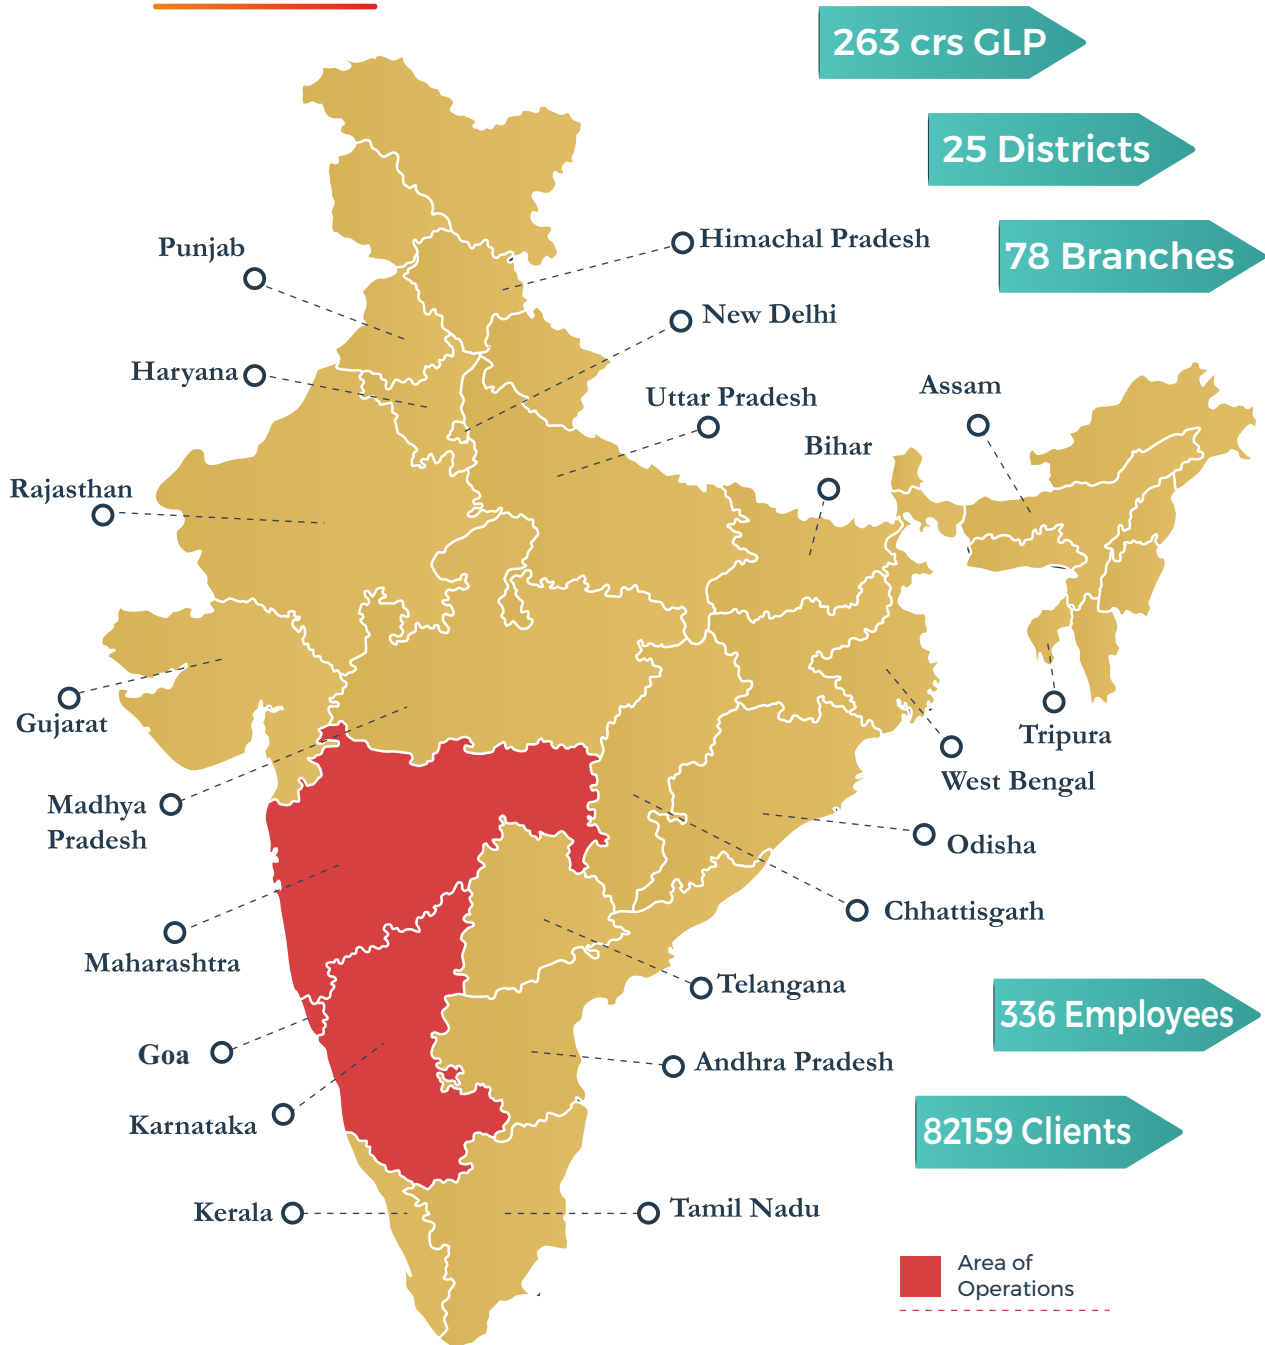 263 crs GLP
25 Districts
Punjab
Himachal Pradesh
78 Branches
New Delhi
Haryana
Uttar Pradesh
Assam
Bihar
Rajasthan
Gujarat
Tripura
West Bengal
Madhya
Pradesh
Odisha
Chhattisgarh
Maharashtra
Telangana
336 Employees
Goa
Andhra Pradesh
Karnataka
82159 Clients
Kerala
Tamil Nadu
Area of
Operations